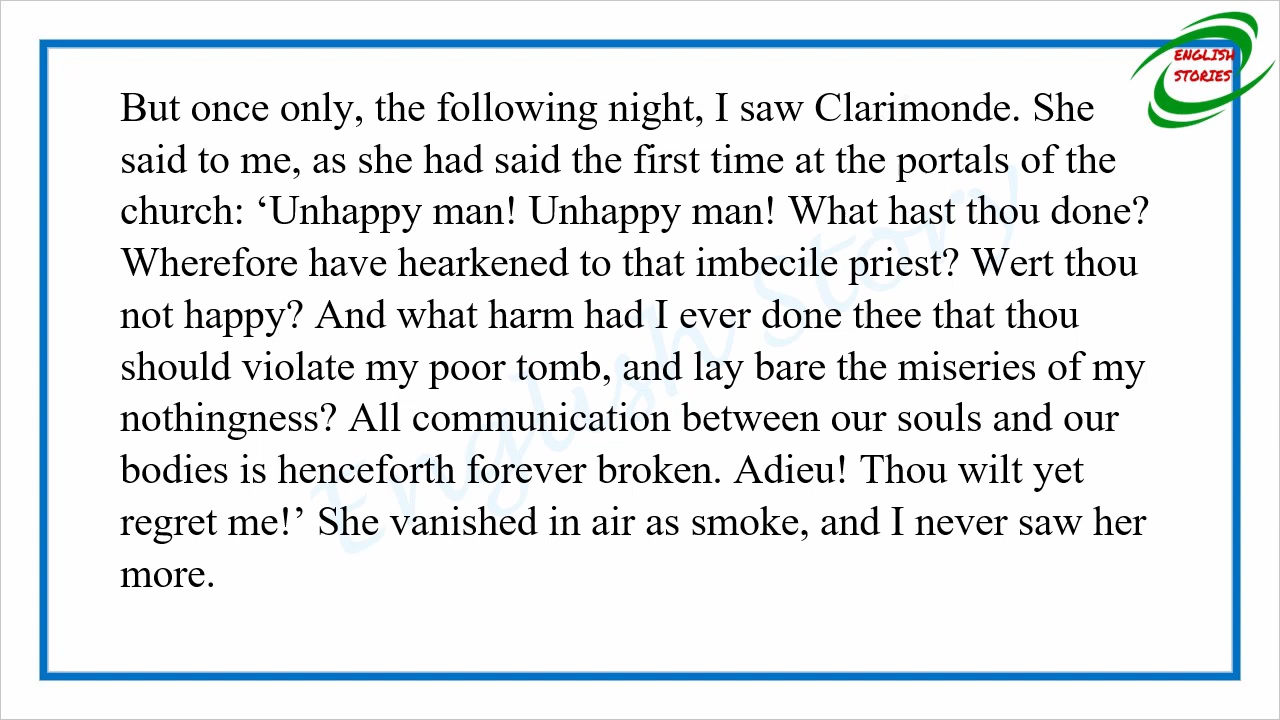 ENGLISH
STORIES
But once only, the following night, I saw Clarimonde. She
said to me, as she had said the first time at the portals of the
church: ‘Unhappy man! Unhappy man! What hast thou done?
Wherefore have hearkened to that imbecile priest? Wert thou
not happy? And what harm had I ever done thee that thou
should violate my poor tomb, and lay bare the miseries of my
nothingness? All communication between our souls and our
bodies is henceforth forever broken. Adieu! Thou wilt yet
regret me!’ She vanished in air as smoke, and I never saw her
more.
English Story